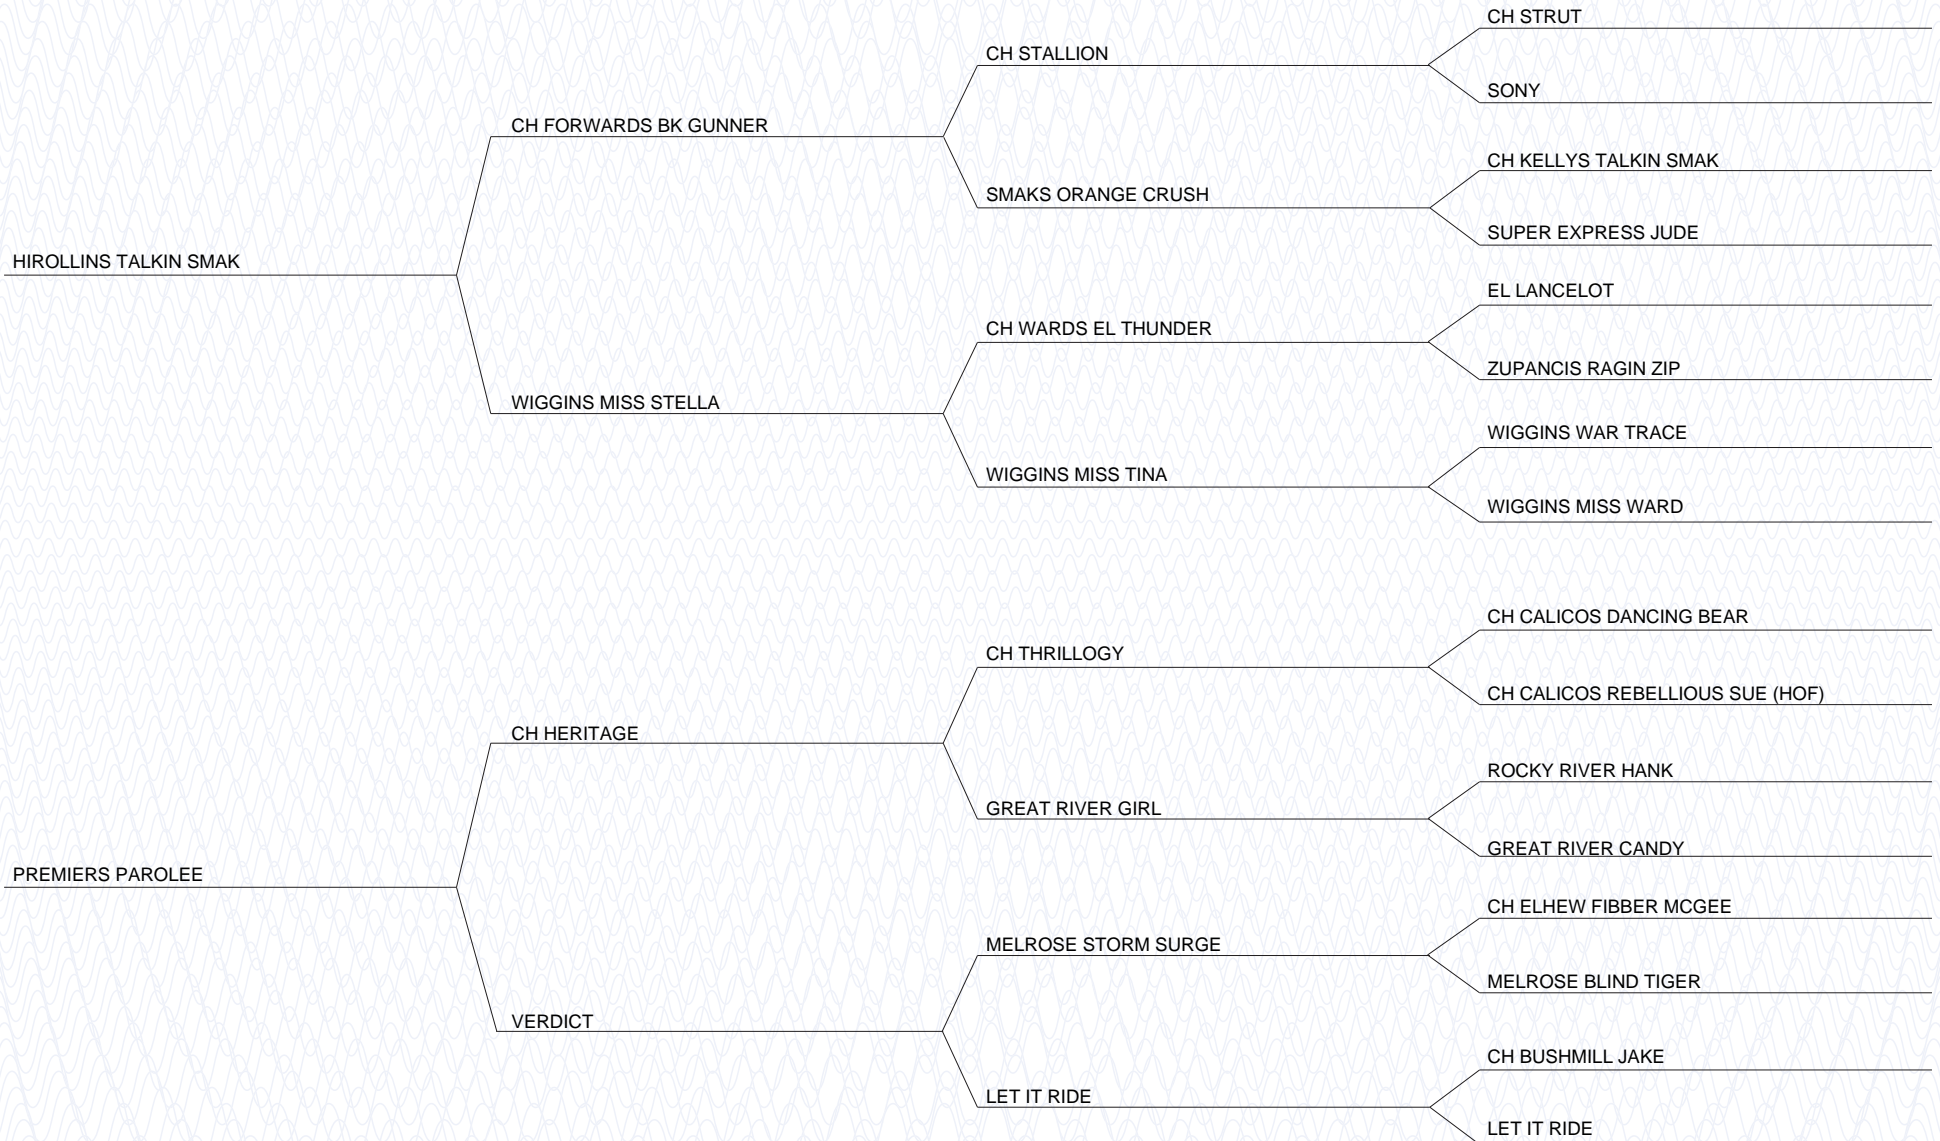 CH STRUT
CH STALLION
SONY
CH FORWARDS BK GUNNER
CH KELLYS TALKIN SMAK
SMAKS ORANGE CRUSH
SUPER EXPRESS JUDE
HIROLLINS TALKIN SMAK
EL LANCELOT
CH WARDS EL THUNDER
ZUPANCIS RAGIN ZIP
WIGGINS MISS STELLA
WIGGINS WAR TRACE
WIGGINS MISS TINA
WIGGINS MISS WARD
CH CALICOS DANCING BEAR
CH THRILLOGY
CH CALICOS REBELLIOUS SUE (HOF)
CH HERITAGE
ROCKY RIVER HANK
GREAT RIVER GIRL
GREAT RIVER CANDY
PREMIERS PAROLEE
CH ELHEW FIBBER MCGEE
MELROSE STORM SURGE
MELROSE BLIND TIGER
VERDICT
CH BUSHMILL JAKE
LET IT RIDE
LET IT RIDE